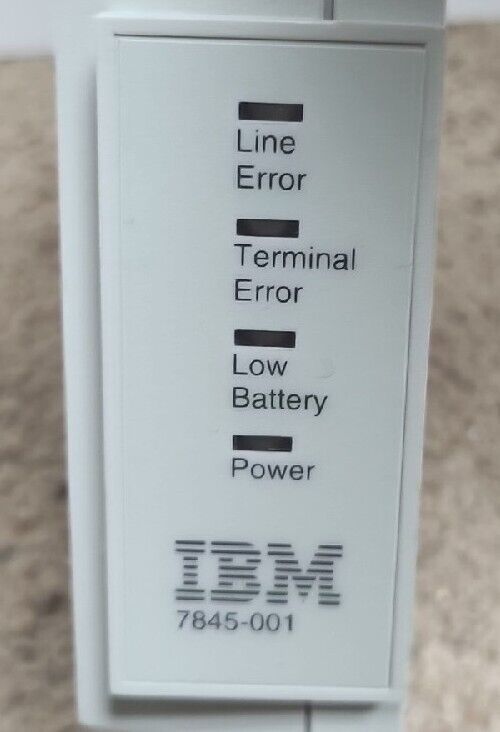 Line
Error
Terminal
Error
Low
Battery
Power
IBM
7845-001